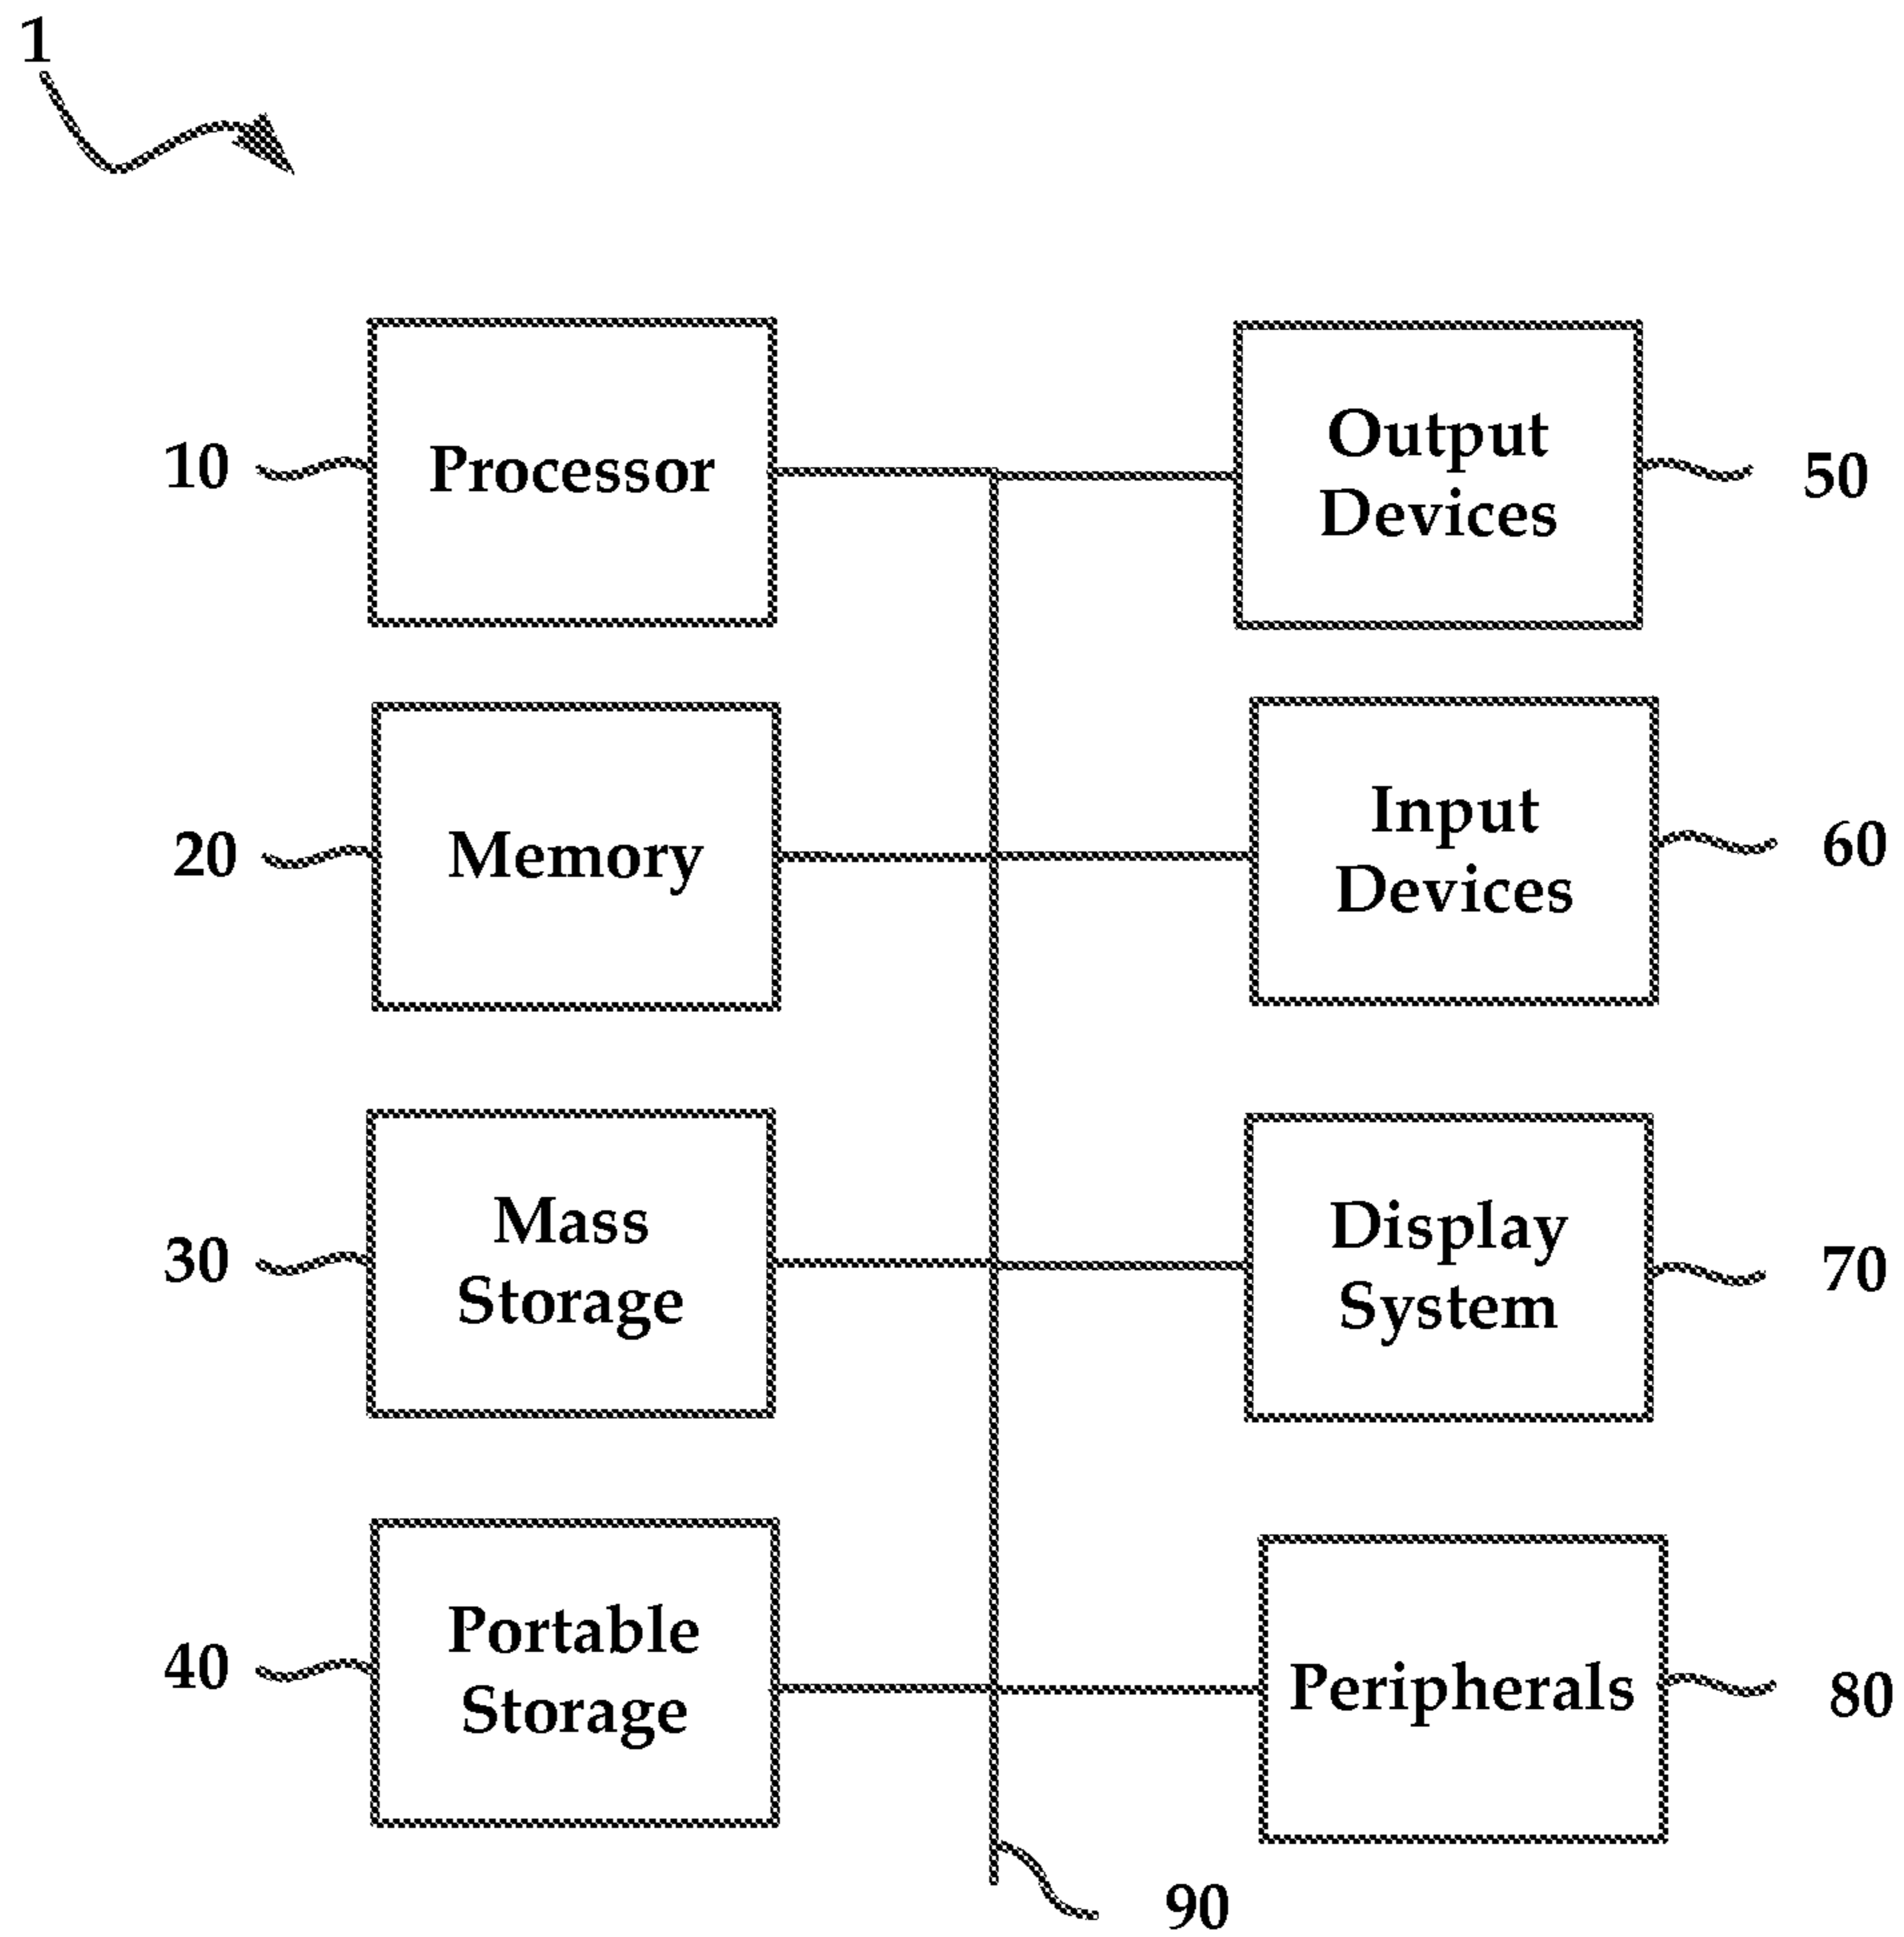 1
10
Processor
Output
Devices
50
20
Memory
Input
Devices
60
30
Mass
Storage
Display
System
70
40
Portable
Storage
Peripherals
80
90